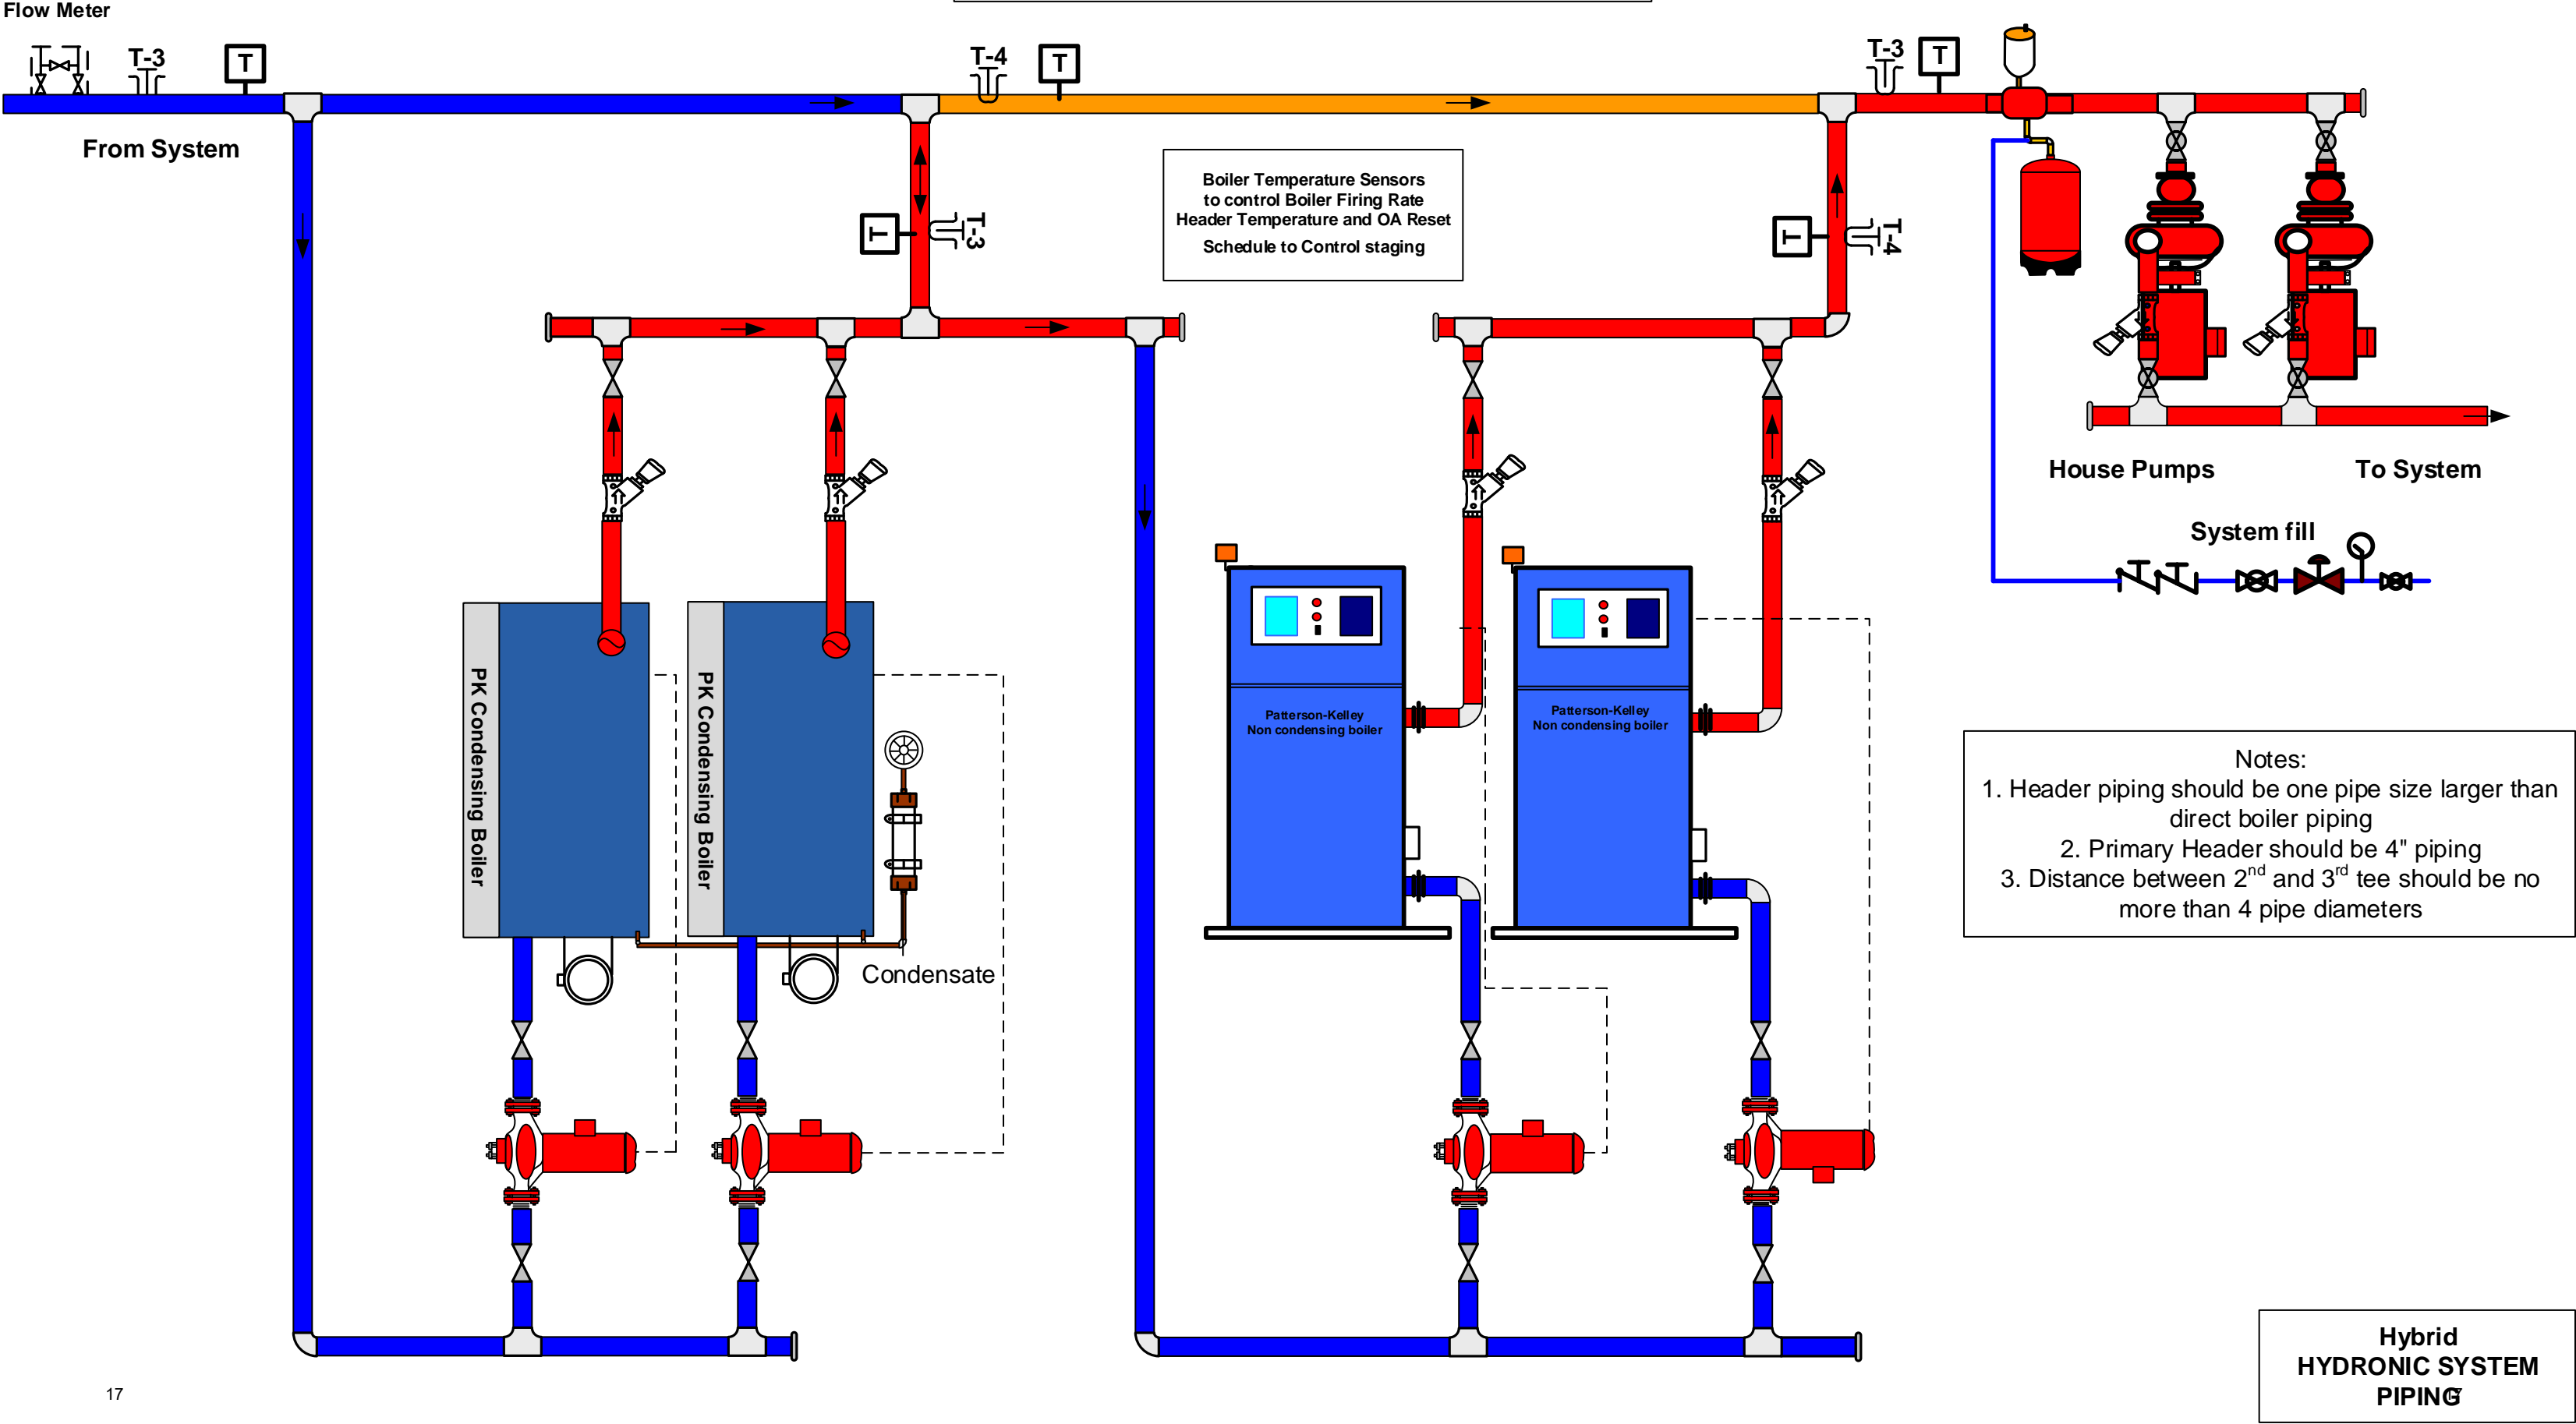 Flow Meter
T-3
T
T-4
T
T-3
T
From System
Boiler Temperature Sensors
to control Boiler Firing Rate
Header Temperature and OA Reset
Schedule to Control staging
T
T-3
T
T-4
House Pumps
To System
System fill
PK Condensing Boiler
PK Condensing Boiler
Patterson-Kelley
Non condensing boiler
Patterson-Kelley
Non condensing boiler
Condensate
Notes:
1. Header piping should be one pipe size larger than
direct boiler piping
2. Primary Header should be 4" piping
3. Distance between 2nd and 3rd tee should be no
more than 4 pipe diameters
Hybrid
HYDRONIC SYSTEM
PIPING
17
17